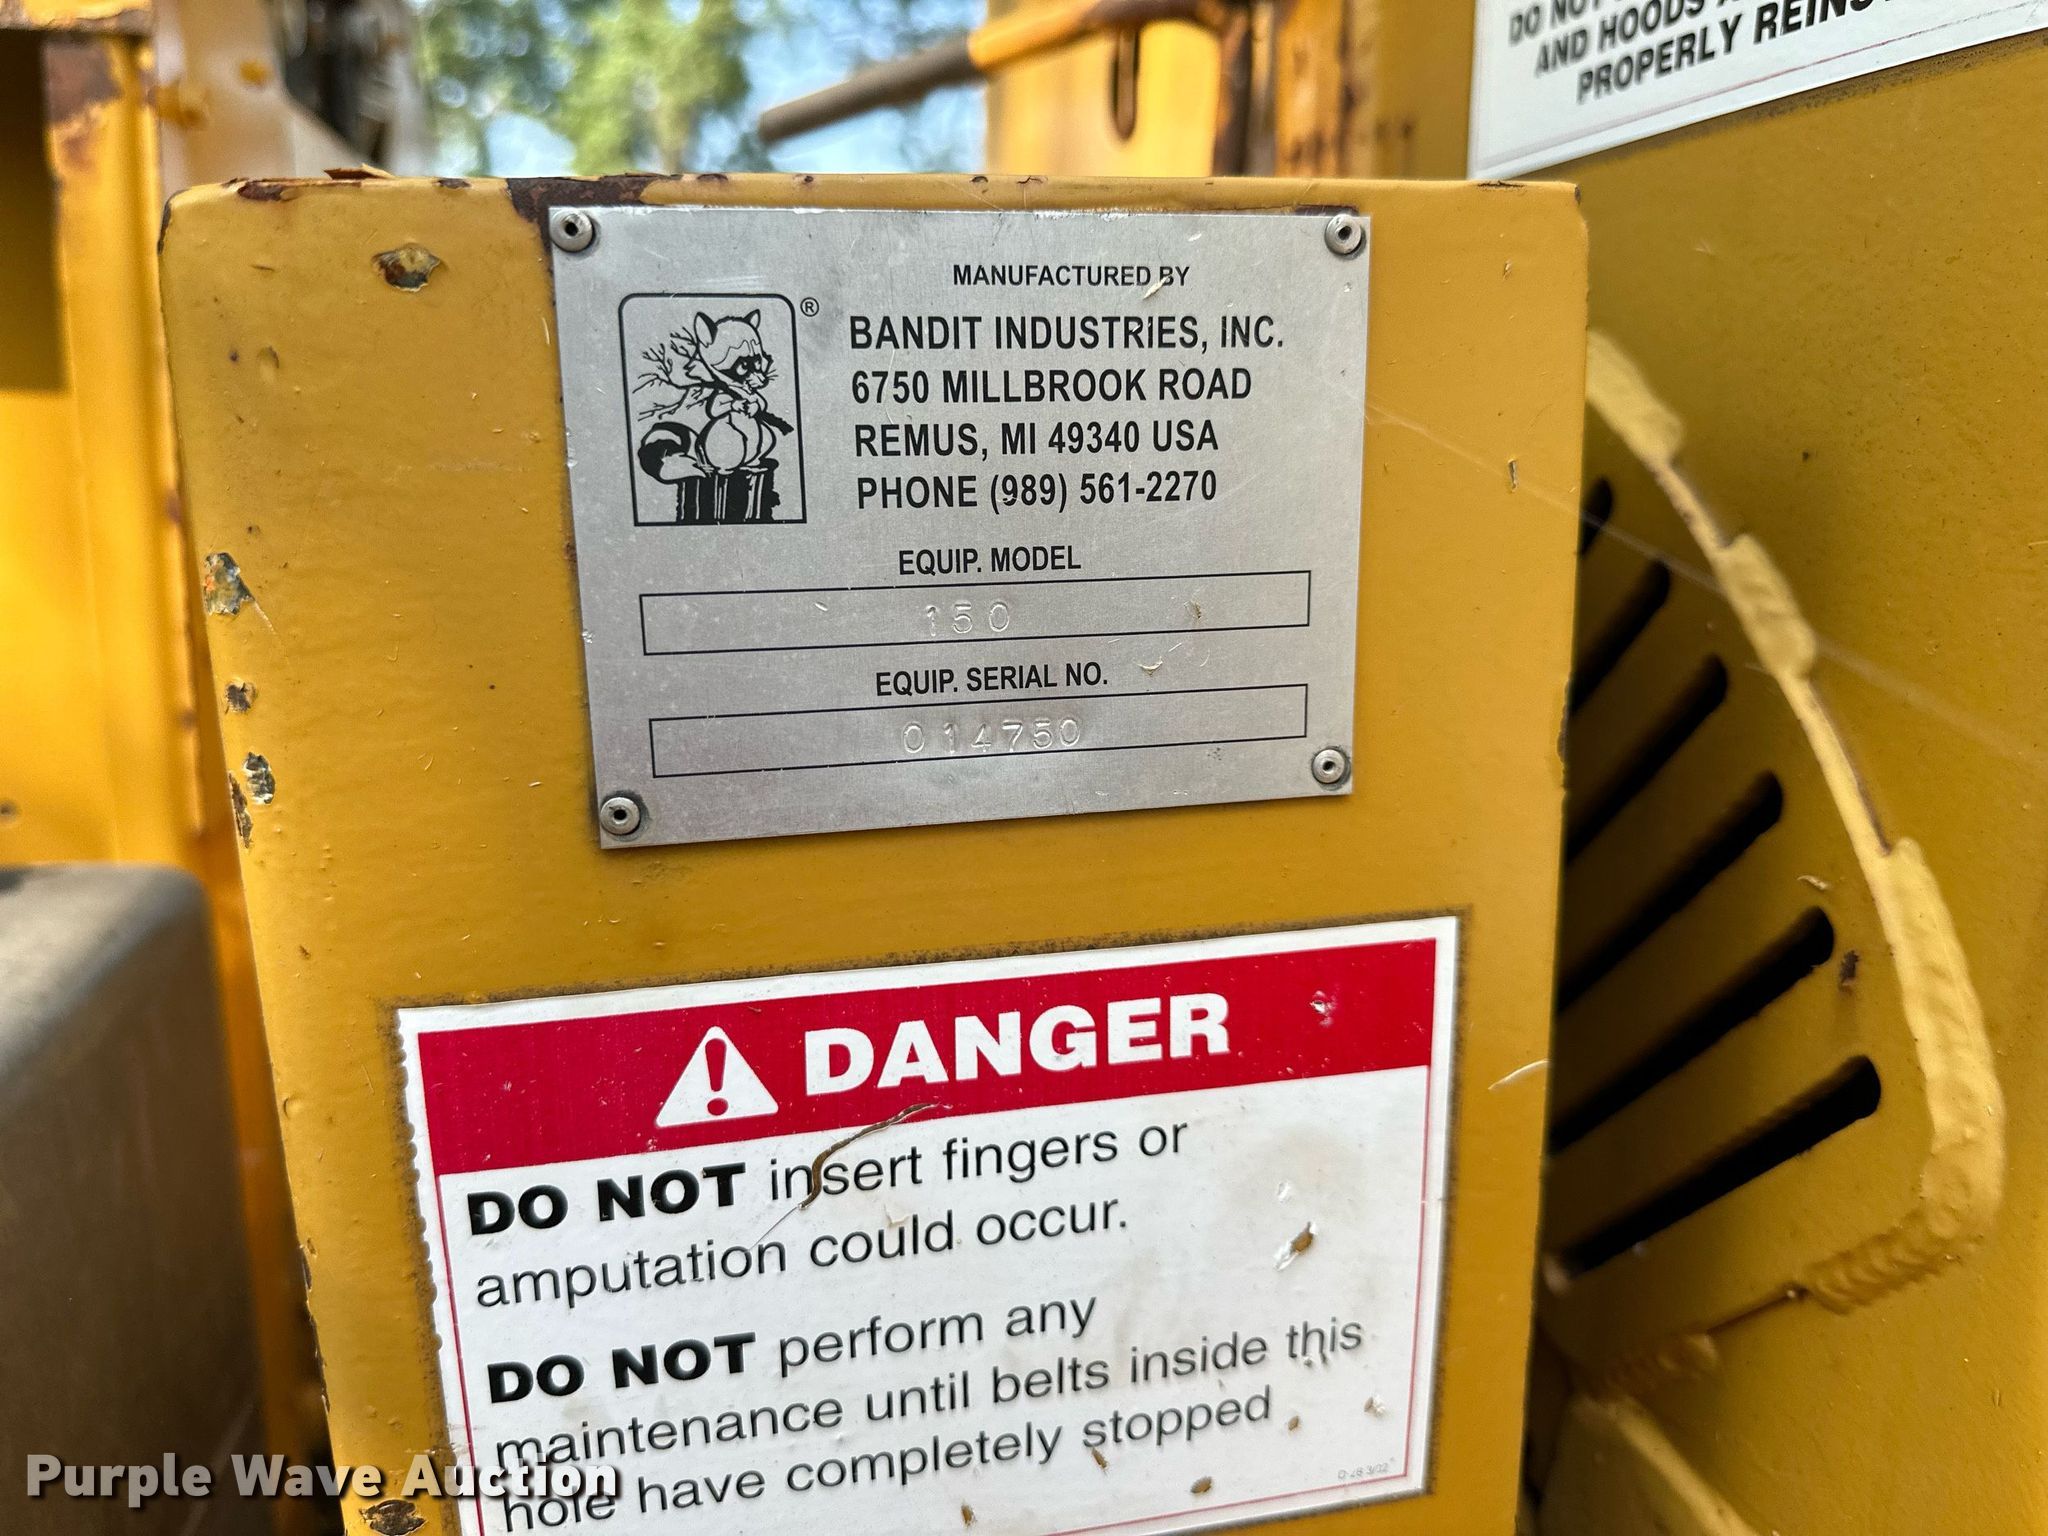 DO NOT
AND HOODS
PROPERLY
MANUFACTURED BY
®
BANDIT INDUSTRIES, INC.
6750 MILLBROOK ROAD
REMUS, MI 49340 USA
PHONE (989) 561-2270
EQUIP. MODEL
150
EQUIP. SERIAL NO.
014750
DANGER
DO NOT insert fingers or
amputation could occur.
DO NOT perform any
maintenance until belts inside this
hole have completely stopped
Purple Wave Auction